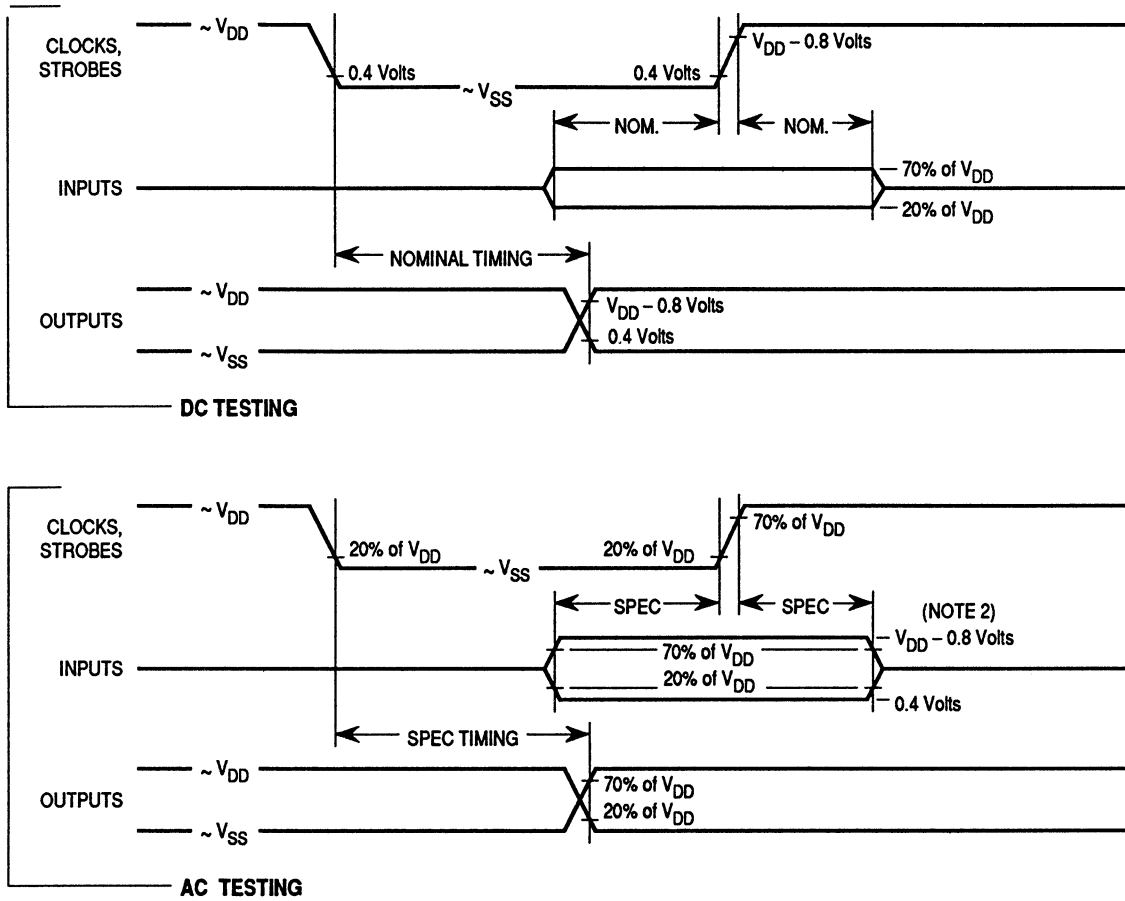 ~ VDD
CLOCKS,
STROBES
0.4 Volts
~ VSS
0.4 Volts
VDD – 0.8 Volts
NOM.
NOM.
INPUTS
70% of VDD
20% of VDD
NOMINAL TIMING
OUTPUTS
~ VDD
VDD – 0.8 Volts
0.4 Volts
~ VSS
DC TESTING
~ VDD
CLOCKS,
STROBES
20% of VDD
~ VSS
20% of VDD
70% of VDD
SPEC
SPEC
(NOTE 2)
INPUTS
70% of VDD
20% of VDD
VDD – 0.8 Volts
0.4 Volts
SPEC TIMING
OUTPUTS
~ VDD
70% of VDD
20% of VDD
~ VSS
AC TESTING